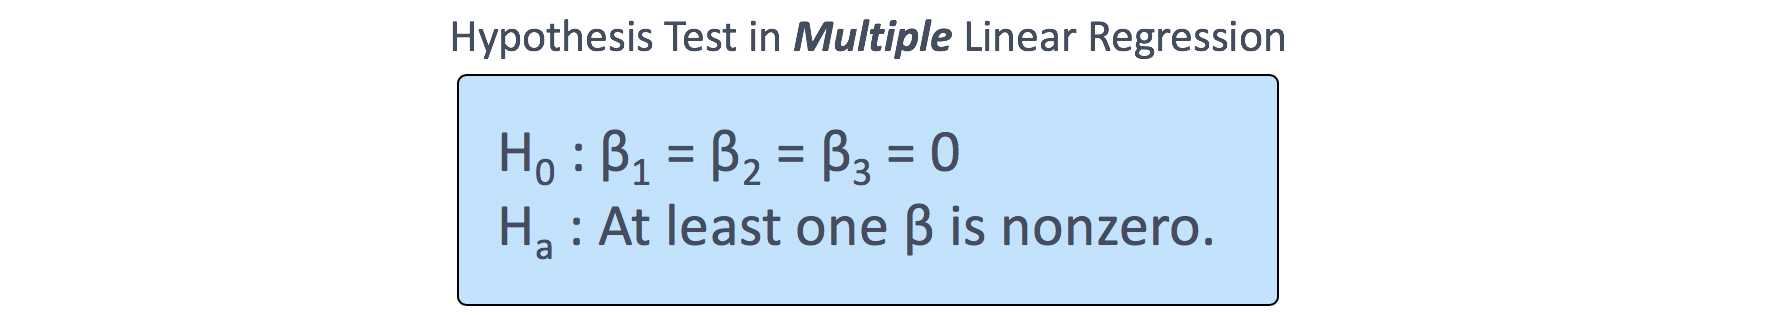 Hypothesis Test in Multiple Linear Regression
H₀ : β₁ = β₂ = β₃ = 0
Hₐ : At least one β is nonzero.